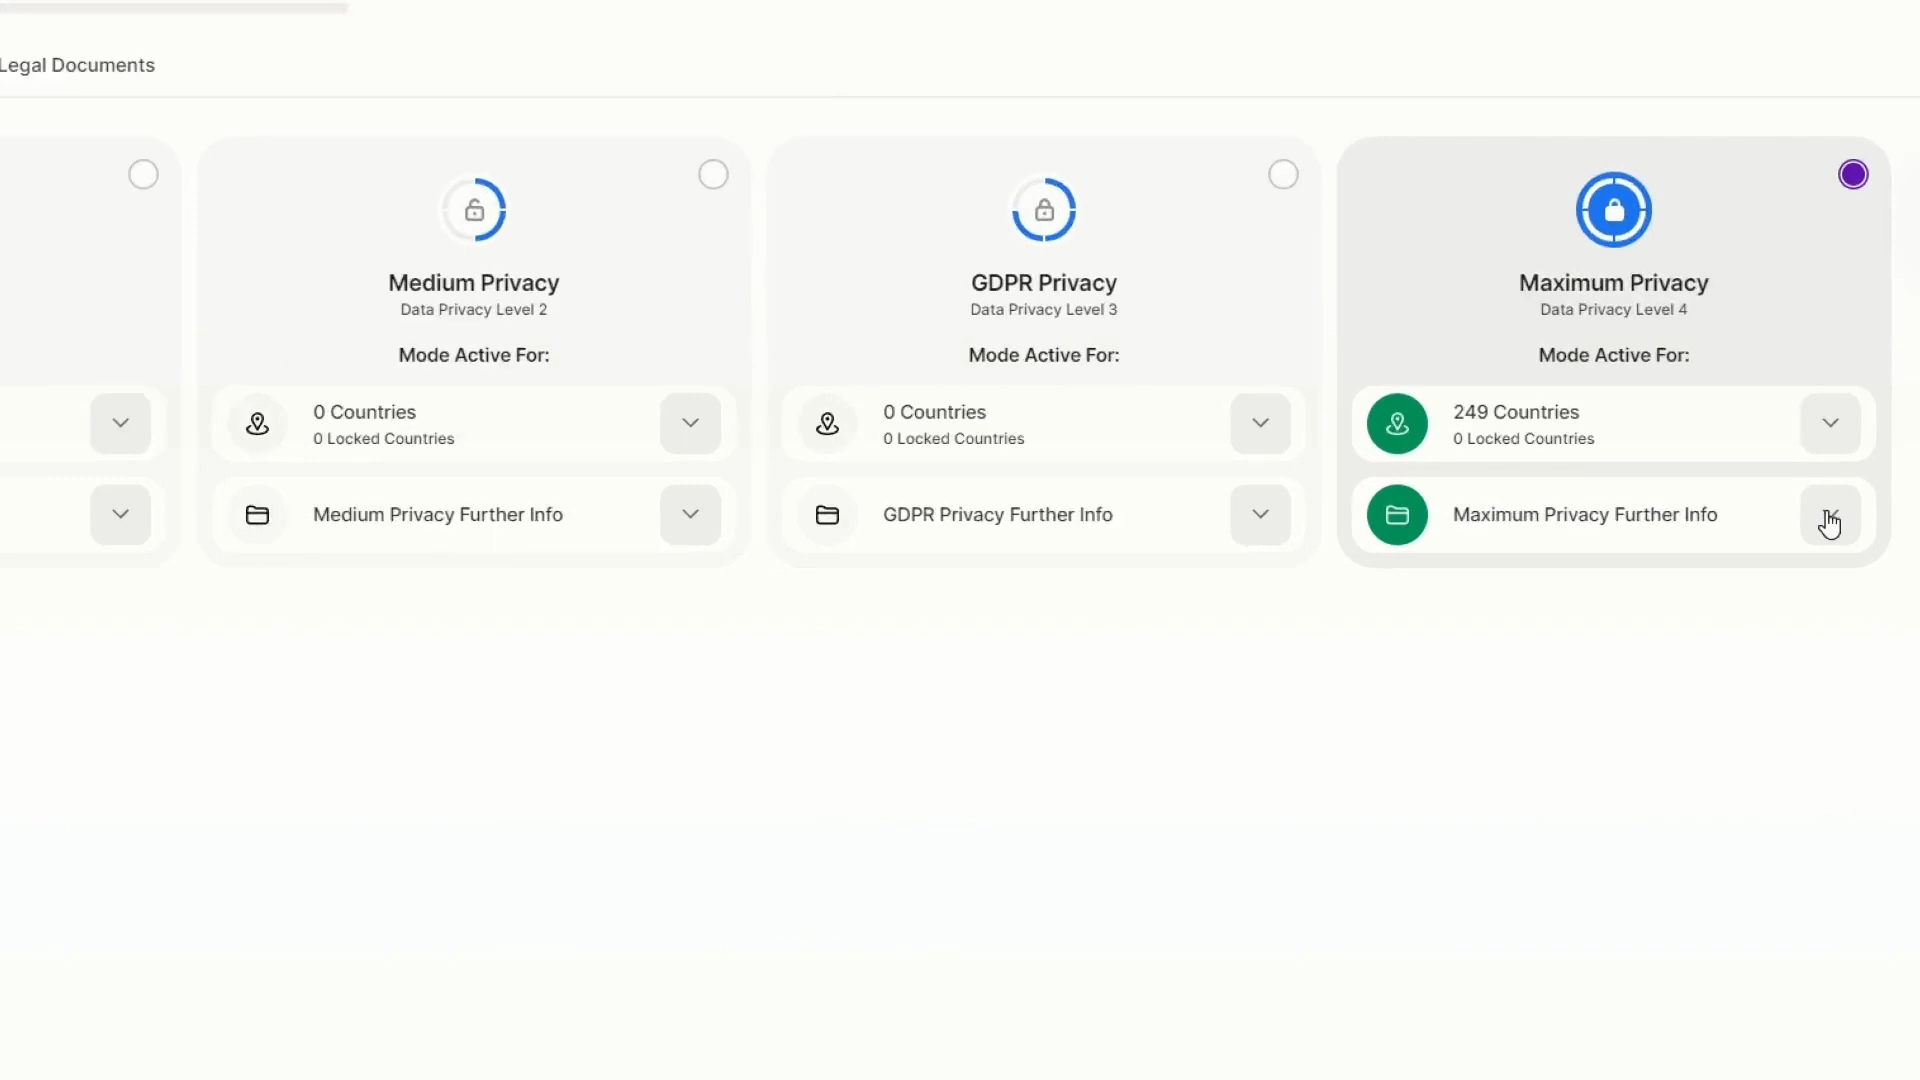 Legal Documents
Medium Privacy
Data Privacy Level 2
Mode Active For:
0 Countries
0 Locked Countries
Medium Privacy Further Info
GDPR Privacy
Data Privacy Level 3
Mode Active For:
0 Countries
0 Locked Countries
GDPR Privacy Further Info
Maximum Privacy
Data Privacy Level 4
Mode Active For:
249 Countries
0 Locked Countries
Maximum Privacy Further Info